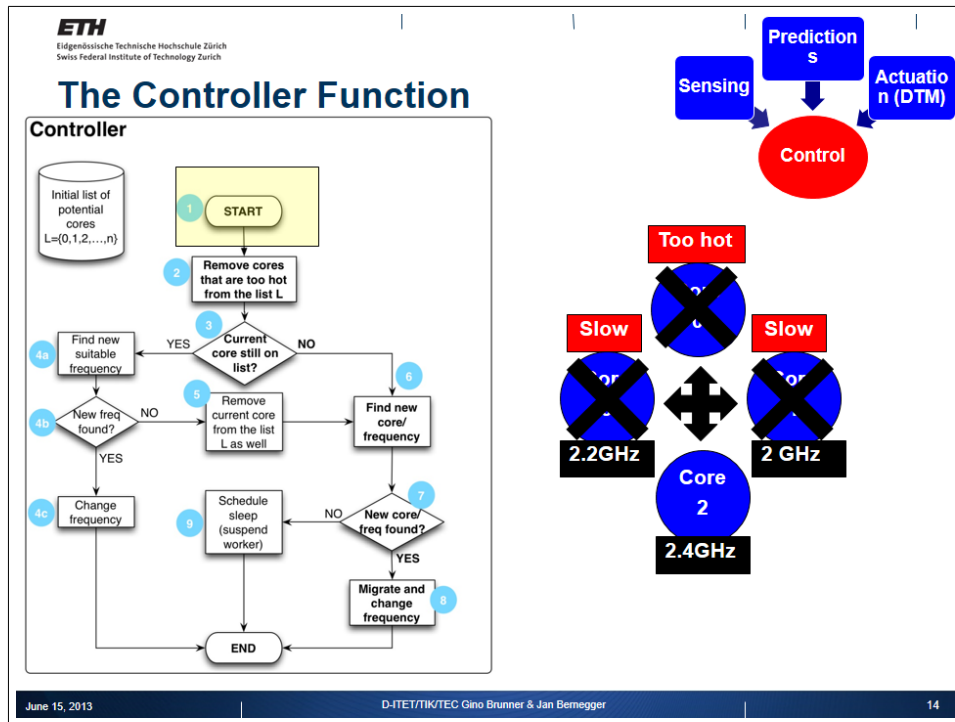 ETH
Eidgenössische Technische Hochschule Zürich
Swiss Federal Institute of Technology Zurich
The Controller Function
Prediction
s
Sensing
Actuatio
n (DTM)
Control
Controller
Initial list of
potential
cores
L={0,1,2,...,n}
1
START
2
Remove cores
that are too hot
from the list L
3
Current
core still on
list?
YES
NO
4a
Find new
suitable
frequency
4b
New freq
found?
NO
YES
5
Remove
current core
from the list
L as well
6
Find new
core/
frequency
4c
Change
frequency
9
Schedule
sleep
(suspend
worker)
NO
7
New core/
freq found?
YES
8
Migrate and
change
frequency
END
Too hot
Slow
Slow
2.2GHz
2 GHz
Core
2
2.4GHz
June 15, 2013
D-ITET/TIK/TEC Gino Brunner & Jan Bernegger
14